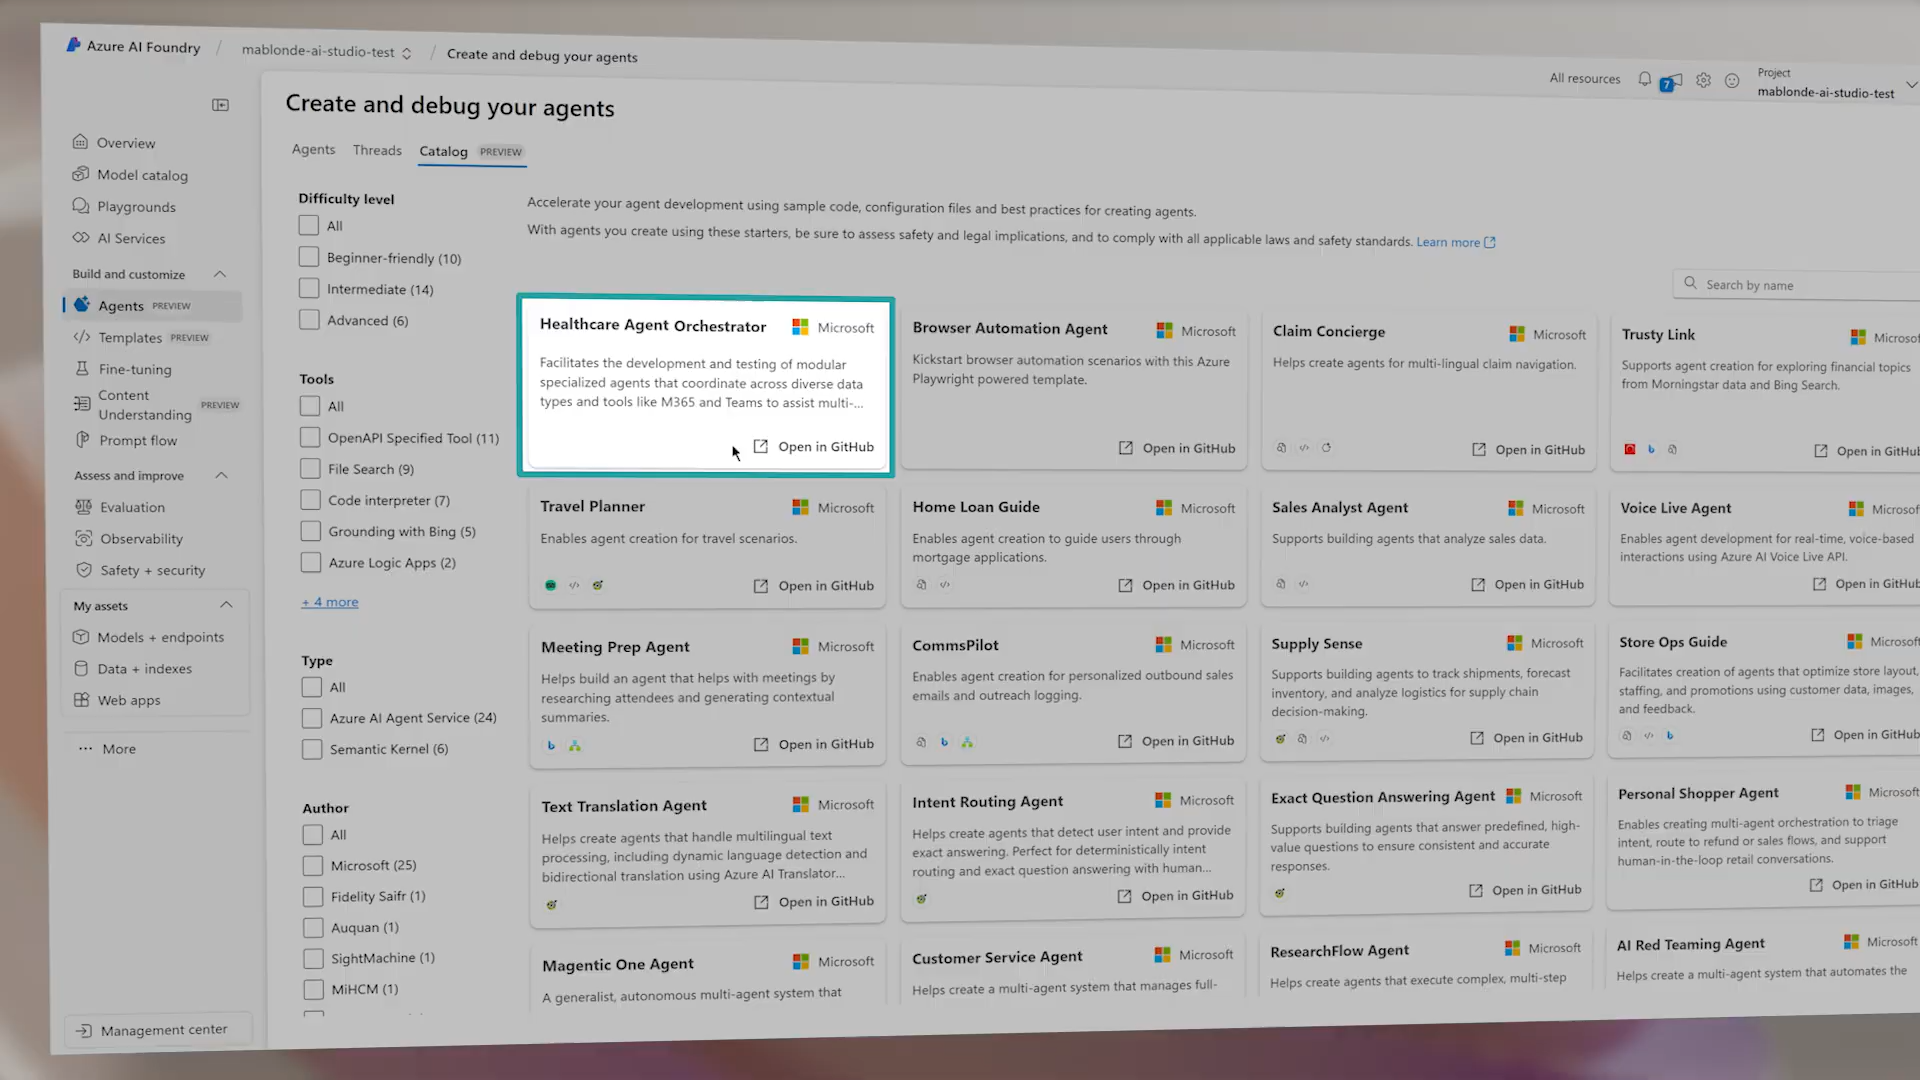 Azure AI Foundry / mablonde-ai-studio-test / Create and debug your agents
All resources
7
Project
mablonde-ai-studio-test
Overview
Model catalog
Playgrounds
AI Services
Build and customize
Agents PREVIEW
Templates PREVIEW
Fine-tuning
Content
Understanding PREVIEW
Prompt flow
Assess and improve
Evaluation
Observability
Safety + security
My assets
Models + endpoints
Data + indexes
Web apps
More
Management center
Create and debug your agents
Agents Threads Catalog PREVIEW
Difficulty level
All
Beginner-friendly (10)
Intermediate (14)
Advanced (6)
Tools
All
OpenAPI Specified Tool (11)
File Search (9)
Code interpreter (7)
Grounding with Bing (5)
Azure Logic Apps (2)
+ 4 more
Type
All
Azure AI Agent Service (24)
Semantic Kernel (6)
Author
All
Microsoft (25)
Fidelity Saifr (1)
Auquan (1)
SightMachine (1)
MiHCM (1)
Accelerate your agent development using sample code, configuration files and best practices for creating agents.
With agents you create using these starters, be sure to assess safety and legal implications, and to comply with all applicable laws and safety standards. Learn more
Search by name
Healthcare Agent Orchestrator Microsoft
Facilitates the development and testing of modular
specialized agents that coordinate across diverse data
types and tools like M365 and Teams to assist multi-...
Open in GitHub
Browser Automation Agent Microsoft
Kickstart browser automation scenarios with this Azure
Playwright powered template.
Open in GitHub
Claim Concierge Microsoft
Helps create agents for multi-lingual claim navigation.
Open in GitHub
Trusty Link Microsof
Supports agent creation for exploring financial topics
from Morningstar data and Bing Search.
Open in GitHub
Travel Planner Microsoft
Enables agent creation for travel scenarios.
Open in GitHub
Home Loan Guide Microsoft
Enables agent creation to guide users through
mortgage applications.
Open in GitHub
Sales Analyst Agent Microsoft
Supports building agents that analyze sales data.
Open in GitHub
Voice Live Agent Microsof
Enables agent development for real-time, voice-based
interactions using Azure AI Voice Live API.
Open in GitHub
Meeting Prep Agent Microsoft
Helps build an agent that helps with meetings by
researching attendees and generating contextual
summaries.
Open in GitHub
CommsPilot Microsoft
Enables agent creation for personalized outbound sales
emails and outreach logging.
Open in GitHub
Supply Sense Microsoft
Supports building agents to track shipments, forecast
inventory, and analyze logistics for supply chain
decision-making.
Open in GitHub
Store Ops Guide Microsoft
Facilitates creation of agents that optimize store layout,
staffing, and promotions using customer data, images,
and feedback.
Open in GitHub
Text Translation Agent Microsoft
Helps create agents that handle multilingual text
processing, including dynamic language detection and
bidirectional translation using Azure AI Translator...
Open in GitHub
Intent Routing Agent Microsoft
Helps create agents that detect user intent and provide
exact answering. Perfect for deterministically intent
routing and exact question answering with human...
Open in GitHub
Exact Question Answering Agent Microsoft
Supports building agents that answer predefined, high-
value questions to ensure consistent and accurate
responses.
Open in GitHub
Personal Shopper Agent Microsoft
Enables creating multi-agent orchestration to triage
intent, route to refund or sales flows, and support
human-in-the-loop retail conversations.
Open in GitHub
Magentic One Agent Microsoft
A generalist, autonomous multi-agent system that
Customer Service Agent Microsoft
Helps create a multi-agent system that manages full-
ResearchFlow Agent Microsoft
Helps create agents that execute complex, multi-step
AI Red Teaming Agent Microsoft
Helps create a multi-agent system that automates the